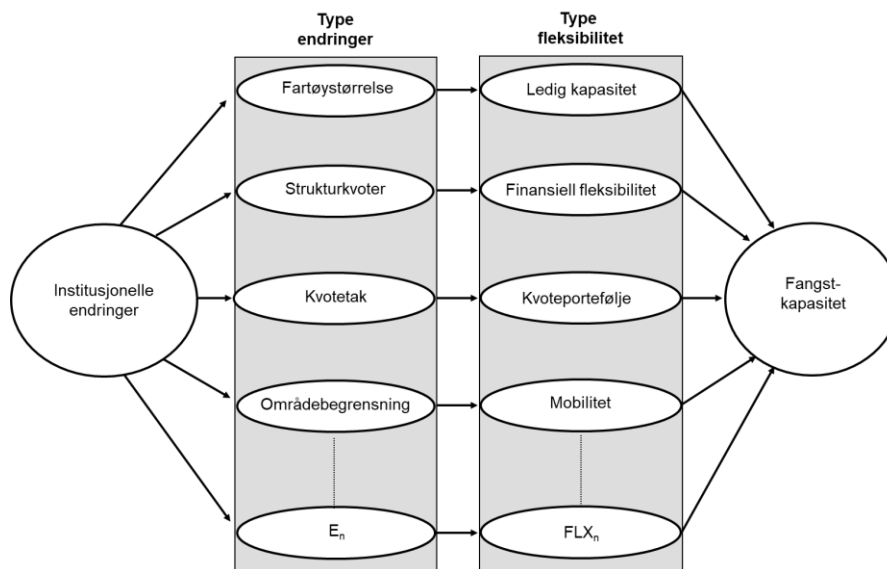 Type
endringer
Type
fleksibilitet
Fartøystørrelse
Ledig kapasitet
Strukturkvoter
Finansiell fleksibilitet
Institusjonelle
endringer
Kvotetak
Kvoteportefølje
Fangst-
kapasitet
Områdebegrensning
Mobilitet
Eₙ
FLXₙ